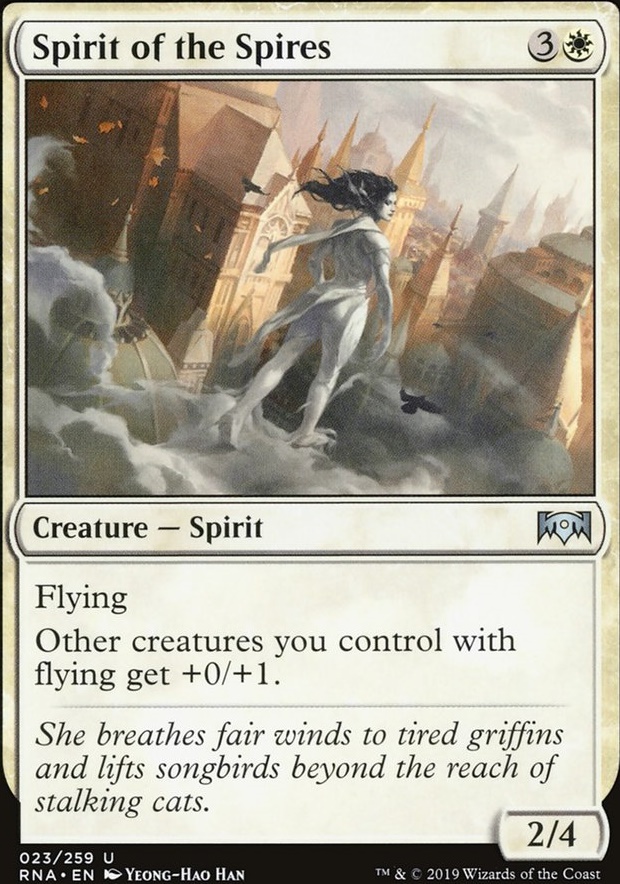 Spirit of the Spires 3
Creature — Spirit
Flying
Other creatures you control with
flying get +0/+1.
She breathes fair winds to tired griffins
and lifts songbirds beyond the reach of
stalking cats.
2/4
023/259 U
RNA • EN Yeong-Hao Han
™ & © 2019 Wizards of the Coast